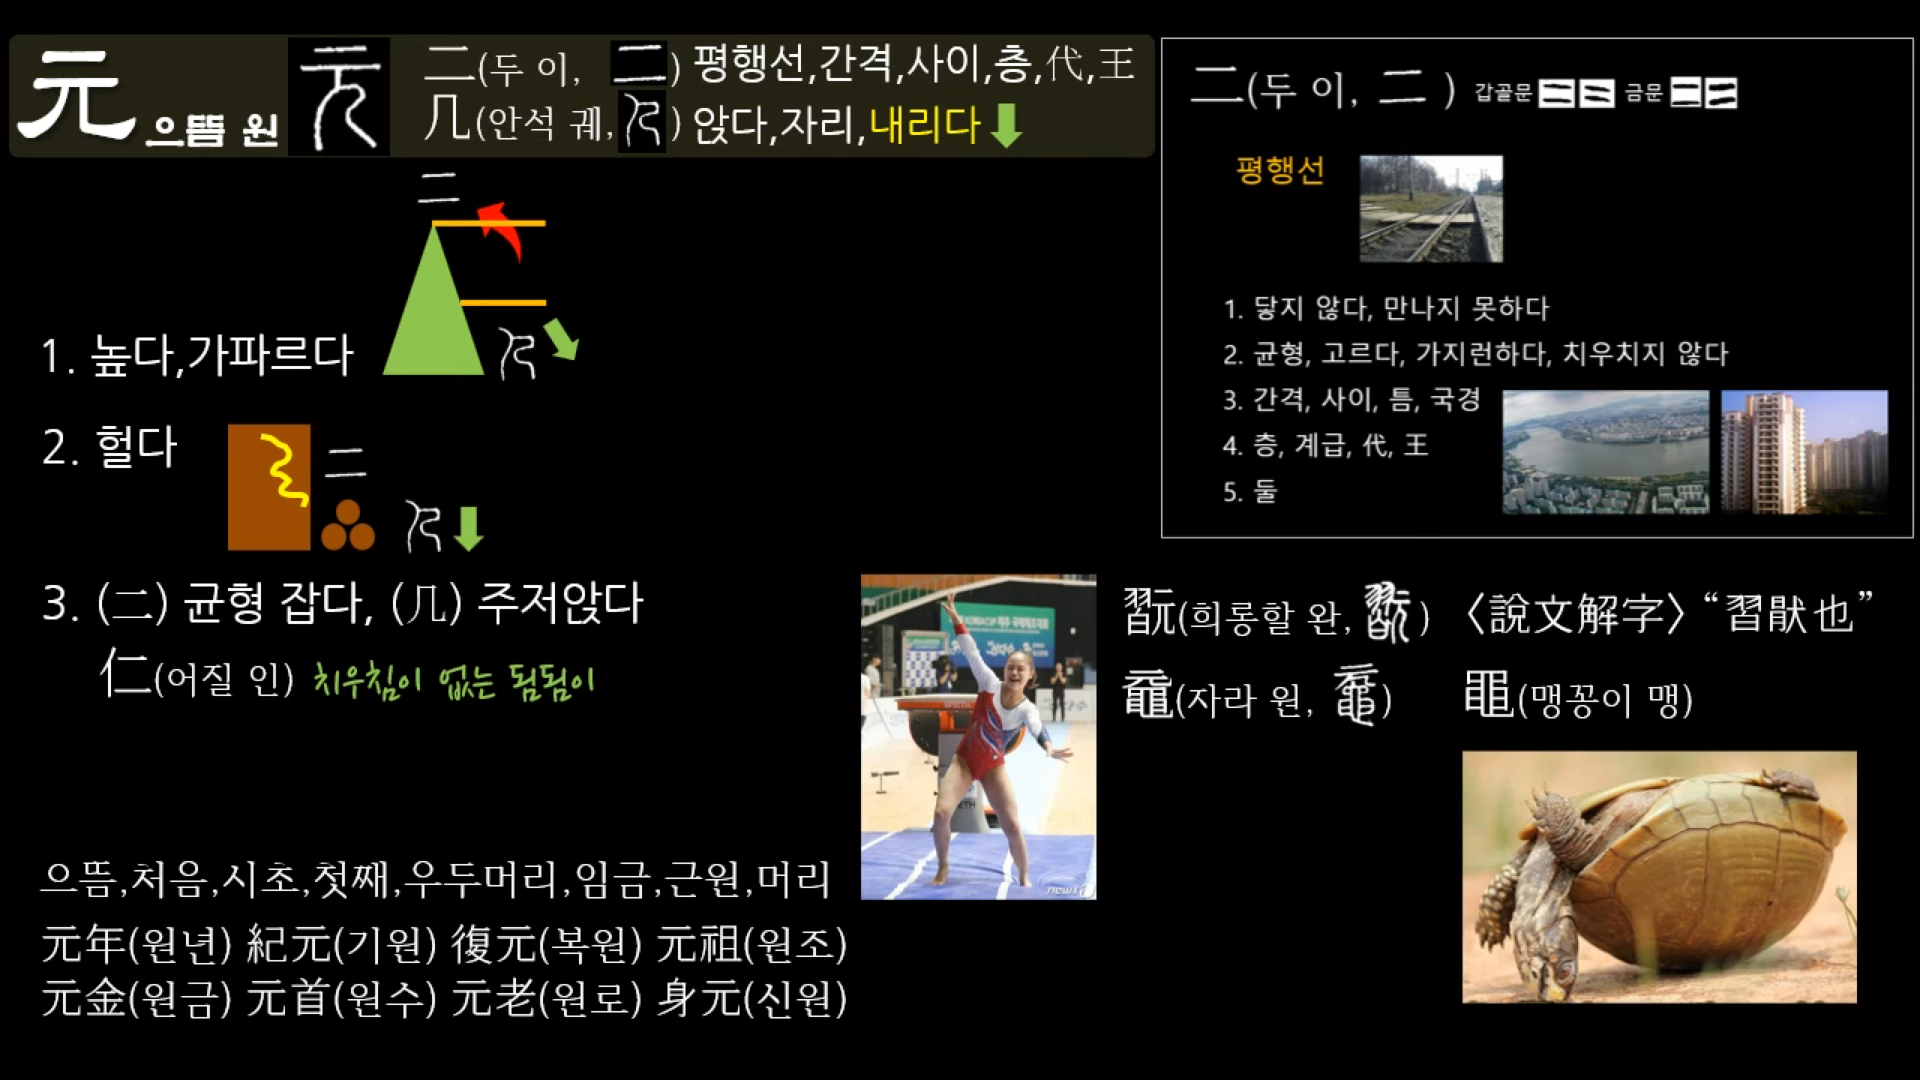 元 으뜸 원
二(두 이, 二) 평행선,간격,사이,층,代,王
几(안석 궤, ) 앉다,자리,내리다
二
1. 높다,가파르다
2. 헐다
二
3. (二) 균형 잡다, (几) 주저앉다
仁(어질 인) 치우침이 없는 됨됨이
으뜸,처음,시초,첫째,우두머리,임금,근원,머리
元年(원년) 紀元(기원) 復元(복원) 元祖(원조)
元金(원금) 元首(원수) 元老(원로) 身元(신원)
二(두 이, 二 ) 갑골문 금문
평행선
1. 닿지 않다, 만나지 못하다
2. 균형, 고르다, 가지런하다, 치우치지 않다
3. 간격, 사이, 틈, 국경
4. 층, 계급, 代, 王
5. 둘
翫(희롱할 완, ) 〈說文解字〉“習猒也”
黿(자라 원, ) 黽(맹꽁이 맹)
news1